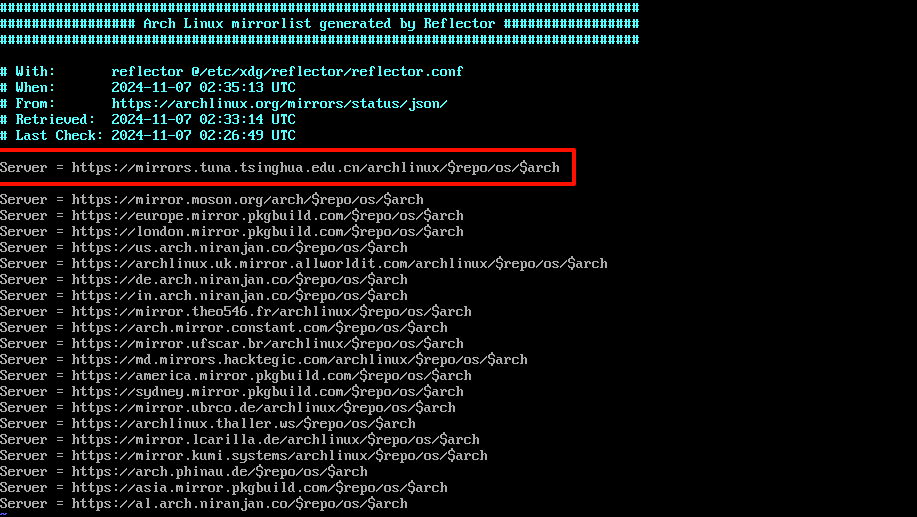 ################################################################################
################# Arch Linux mirrorlist generated by Reflector #################
################################################################################
# With:       reflector @/etc/xdg/reflector/reflector.conf
# When:       2024-11-07 02:35:13 UTC
# From:       https://archlinux.org/mirrors/status/json/
# Retrieved:  2024-11-07 02:33:14 UTC
# Last Check: 2024-11-07 02:26:49 UTC
Server = https://mirrors.tuna.tsinghua.edu.cn/archlinux/$repo/os/$arch
Server = https://mirror.moson.org/arch/$repo/os/$arch
Server = https://europe.mirror.pkgbuild.com/$repo/os/$arch
Server = https://london.mirror.pkgbuild.com/$repo/os/$arch
Server = https://us.arch.niranjan.co/$repo/os/$arch
Server = https://archlinux.uk.mirror.allworldit.com/archlinux/$repo/os/$arch
Server = https://de.arch.niranjan.co/$repo/os/$arch
Server = https://in.arch.niranjan.co/$repo/os/$arch
Server = https://mirror.theo546.fr/archlinux/$repo/os/$arch
Server = https://arch.mirror.constant.com/$repo/os/$arch
Server = https://mirror.ufscar.br/archlinux/$repo/os/$arch
Server = https://md.mirrors.hacktegic.com/archlinux/$repo/os/$arch
Server = https://america.mirror.pkgbuild.com/$repo/os/$arch
Server = https://sydney.mirror.pkgbuild.com/$repo/os/$arch
Server = https://mirror.ubrco.de/archlinux/$repo/os/$arch
Server = https://archlinux.thaller.ws/$repo/os/$arch
Server = https://mirror.lcarilla.de/archlinux/$repo/os/$arch
Server = https://mirror.kumi.systems/archlinux/$repo/os/$arch
Server = https://arch.phinau.de/$repo/os/$arch
Server = https://asia.mirror.pkgbuild.com/$repo/os/$arch
Server = https://al.arch.niranjan.co/$repo/os/$arch
~